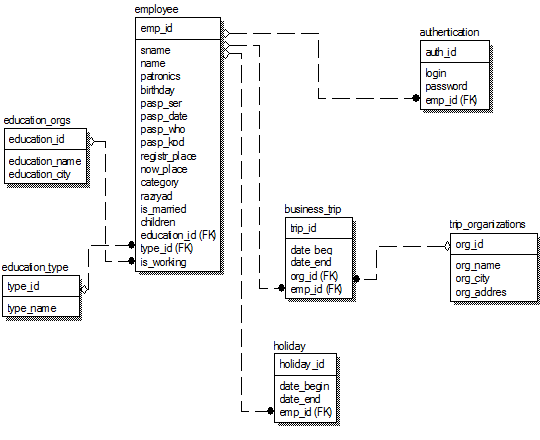 employee
emp_id
sname
name
patronics
birthday
pasp_ser
pasp_date
pasp_who
pasp_kod
registr_place
now_place
category
razryad
is_married
children
education_id (FK)
type_id (FK)
is_working
authentication
auth_id
login
password
emp_id (FK)
education_orgs
education_id
education_name
education_city
education_type
type_id
type_name
business_trip
trip_id
date_beg
date_end
org_id (FK)
emp_id (FK)
trip_organizations
org_id
org_name
org_city
org_addres
holiday
holiday_id
date_begin
date_end
emp_id (FK)